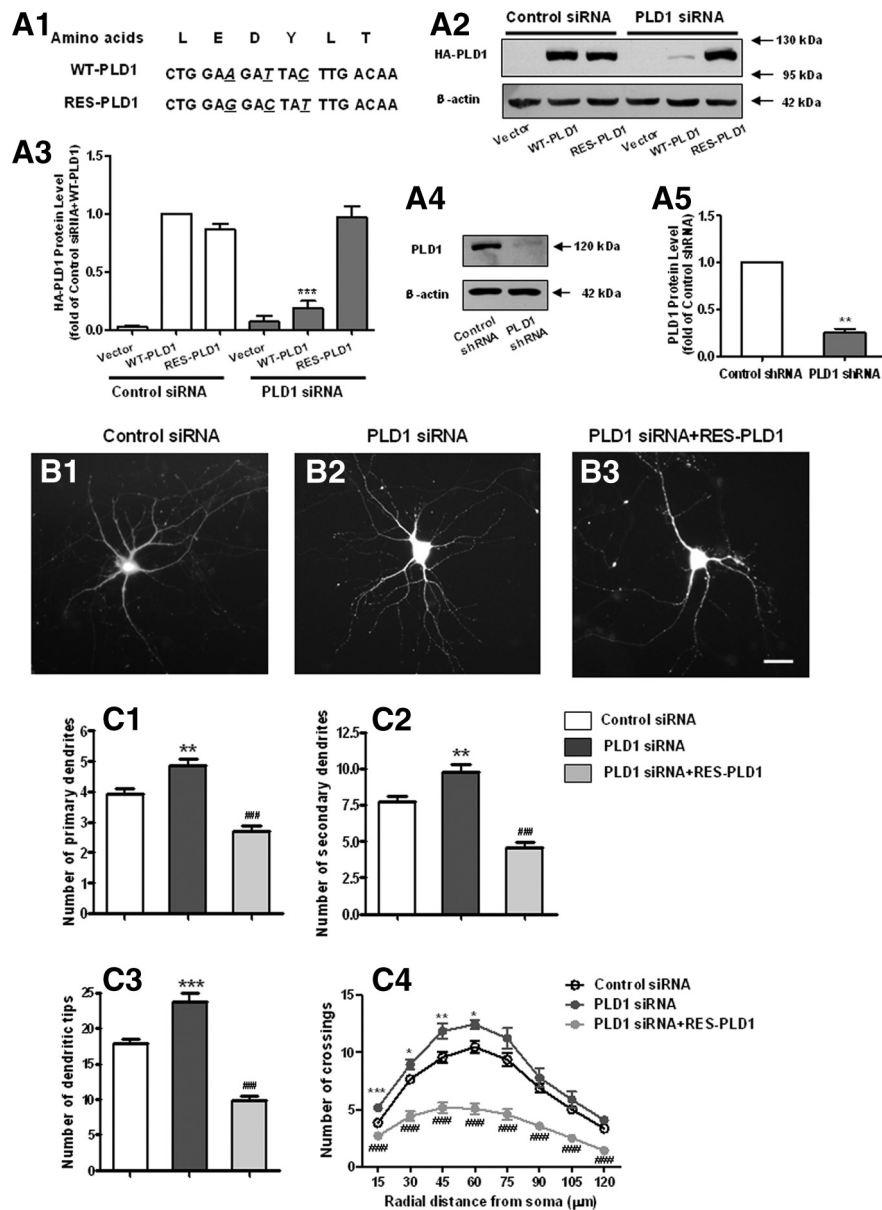 A1
Amino acids L E D Y L T
WT-PLD1 CTG GAA GAT TAC TTG ACAA
RES-PLD1 CTG GAG GAC TAT TTG ACAA
A2
Control siRNA PLD1 siRNA
HA-PLD1
130 kDa
95 kDa
β-actin
42 kDa
Vector WT-PLD1 RES-PLD1 Vector WT-PLD1 RES-PLD1
A3
HA-PLD1 Protein Level
(fold of Control siRNA+WT-PLD1)
1.5
1.0
0.5
0.0
***
Vector WT-PLD1 RES-PLD1 Vector WT-PLD1 RES-PLD1
Control siRNA PLD1 siRNA
A4
PLD1
120 kDa
β-actin
42 kDa
Control shRNA PLD1 shRNA
A5
PLD1 Protein Level
(fold of Control shRNA)
1.5
1.0
0.5
0.0
**
Control shRNA PLD1 shRNA
Control siRNA PLD1 siRNA PLD1 siRNA+RES-PLD1
B1 B2 B3
C1
Number of primary dendrites
6
5
4
3
2
1
0
**
###
C2
Number of secondary dendrites
12.5
10.0
7.5
5.0
2.5
0.0
**
###
Control siRNA
PLD1 siRNA
PLD1 siRNA+RES-PLD1
C3
Number of dendritic tips
25
20
15
10
5
0
***
###
C4
Number of crossings
15
10
5
0
Control siRNA
PLD1 siRNA
PLD1 siRNA+RES-PLD1
*** * ** *
### ### ### ### ### ### ### ###
15 30 45 60 75 90 105 120
Radial distance from soma (μm)